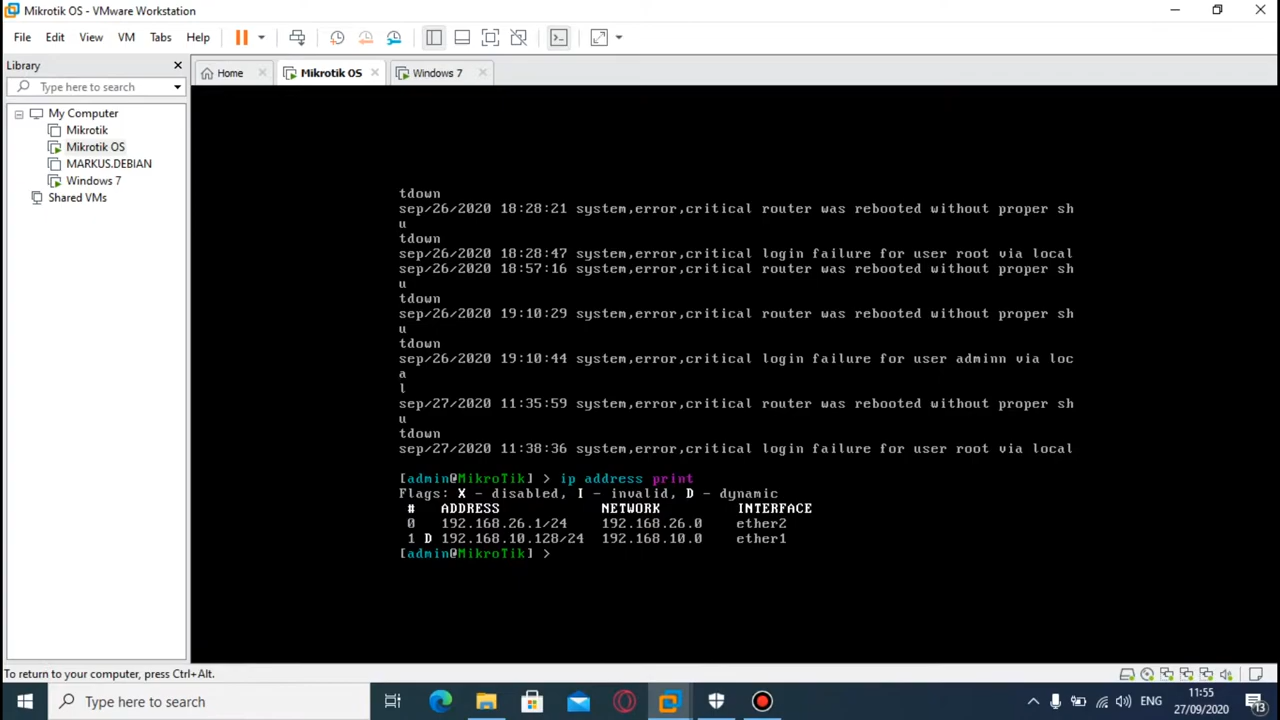 Mikrotik OS - VMware Workstation
File Edit View VM Tabs Help
Library
Type here to search
My Computer
Mikrotik
Mikrotik OS
MARKUS.DEBIAN
Windows 7
Shared VMs
Home Mikrotik OS Windows 7
tdown
sep/26/2020 18:28:21 system,error,critical router was rebooted without proper sh
u
tdown
sep/26/2020 18:28:47 system,error,critical login failure for user root via local
sep/26/2020 18:57:16 system,error,critical router was rebooted without proper sh
u
tdown
sep/26/2020 19:10:29 system,error,critical router was rebooted without proper sh
u
tdown
sep/26/2020 19:10:44 system,error,critical login failure for user adminn via loc
a
l
sep/27/2020 11:35:59 system,error,critical router was rebooted without proper sh
u
tdown
sep/27/2020 11:38:36 system,error,critical login failure for user root via local
[admin@MikroTik] > ip address print
Flags: X - disabled, I - invalid, D - dynamic
# ADDRESS NETWORK INTERFACE
0 192.168.26.1/24 192.168.26.0 ether2
1 D 192.168.10.128/24 192.168.10.0 ether1
[admin@MikroTik] >
To return to your computer, press Ctrl+Alt.
Type here to search
ENG
11:55
27/09/2020
13